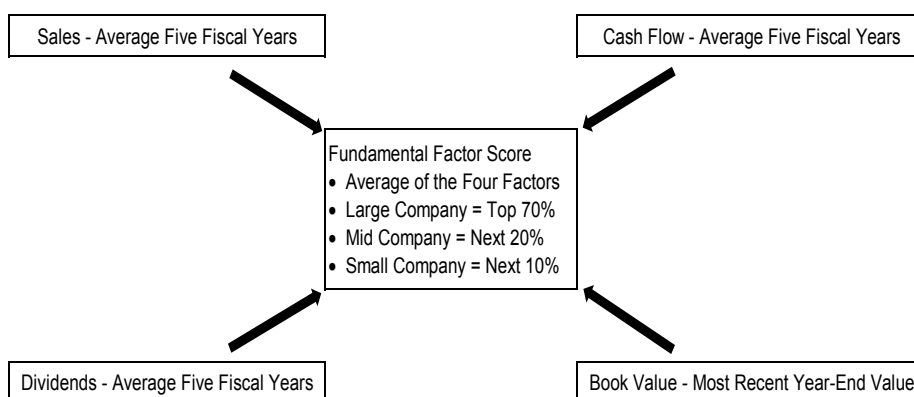 Sales - Average Five Fiscal Years
Cash Flow - Average Five Fiscal Years
Fundamental Factor Score
• Average of the Four Factors
• Large Company = Top 70%
• Mid Company = Next 20%
• Small Company = Next 10%
Dividends - Average Five Fiscal Years
Book Value - Most Recent Year-End Value